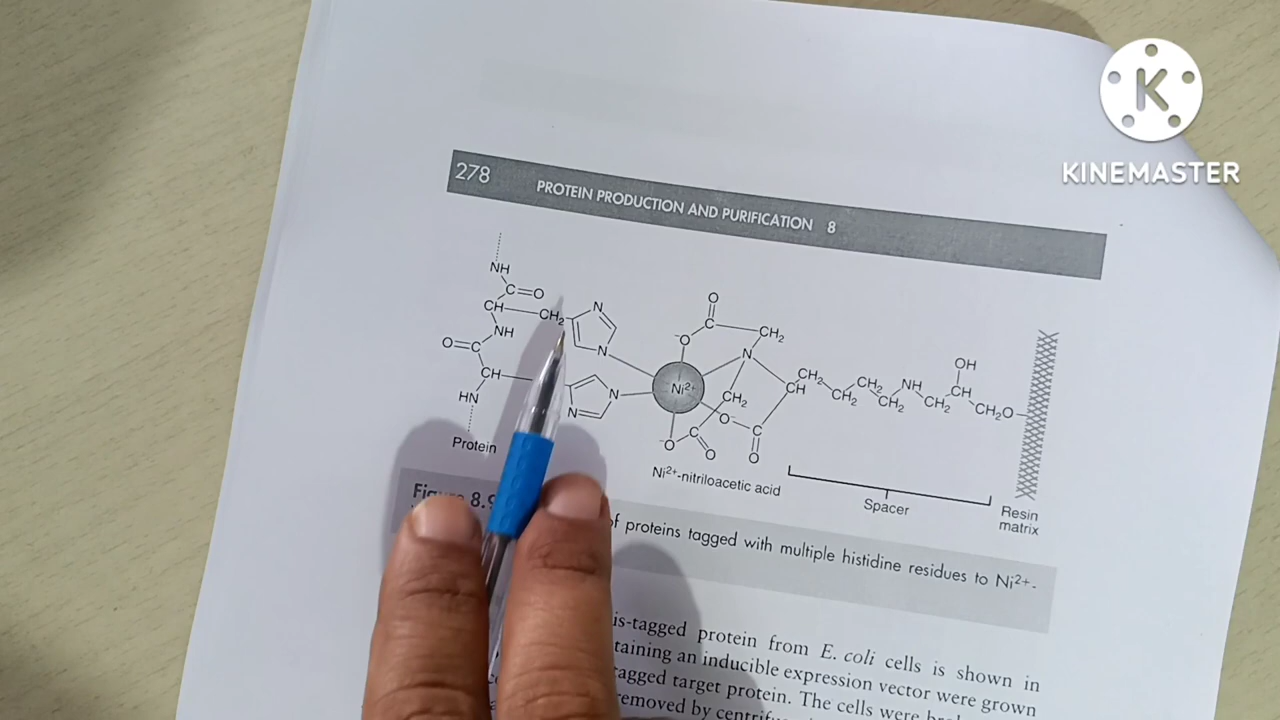 K
KINEMASTER
278 PROTEIN PRODUCTION AND PURIFICATION 8
NH
C=O
CH CH2 N
NH
N
O=C
CH
N
HN
N
Protein
O
C CH2
-O
N
Ni2+
CH2
O-
-O C
O
C
O
CH
CH2
CH2
CH2
CH2
NH
CH2
OH
CH
CH2O
Ni2+-nitriloacetic acid
Spacer
Resin
matrix
Figure 8.9
of proteins tagged with multiple histidine residues to Ni2+-
is-tagged protein from E. coli cells is shown in
taining an inducible expression vector were grown
tagged target protein. The cells were
removed by